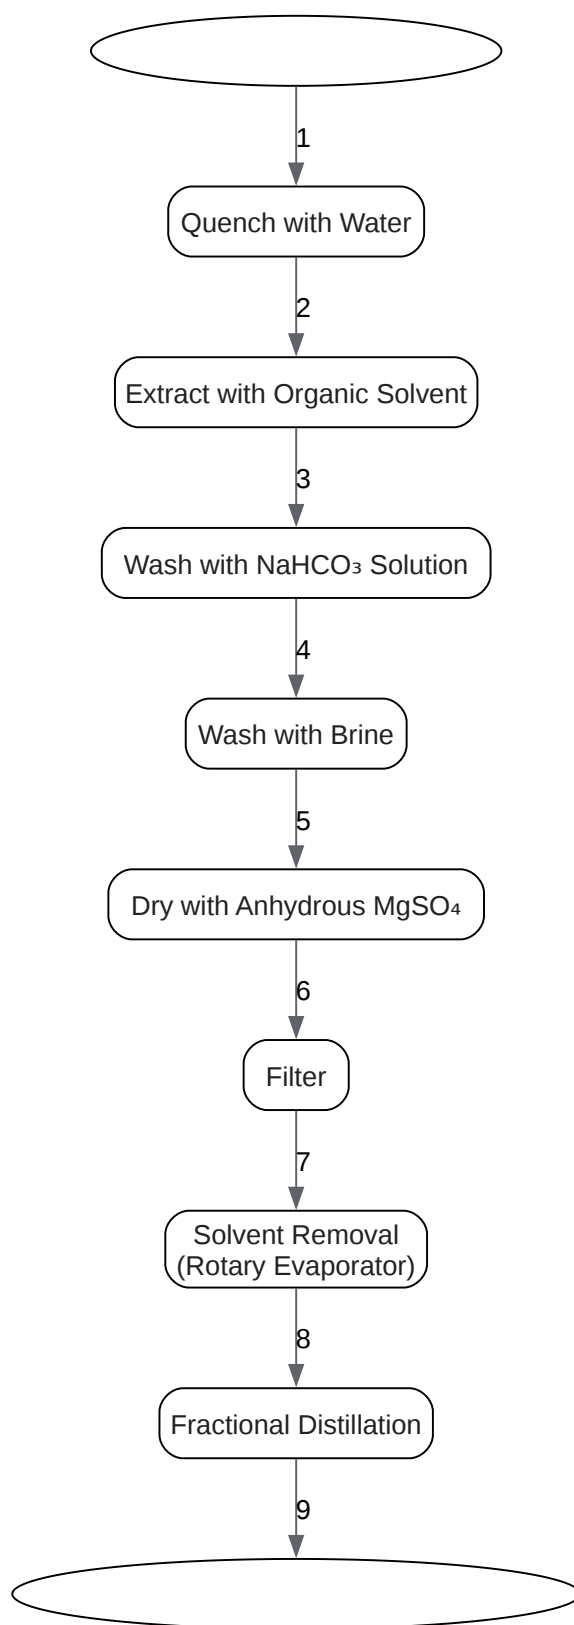 1
Quench with Water
2
Extract with Organic Solvent
3
Wash with NaHCO₃ Solution
4
Wash with Brine
5
Dry with Anhydrous MgSO₄
6
Filter
7
Solvent Removal
(Rotary Evaporator)
8
Fractional Distillation
9